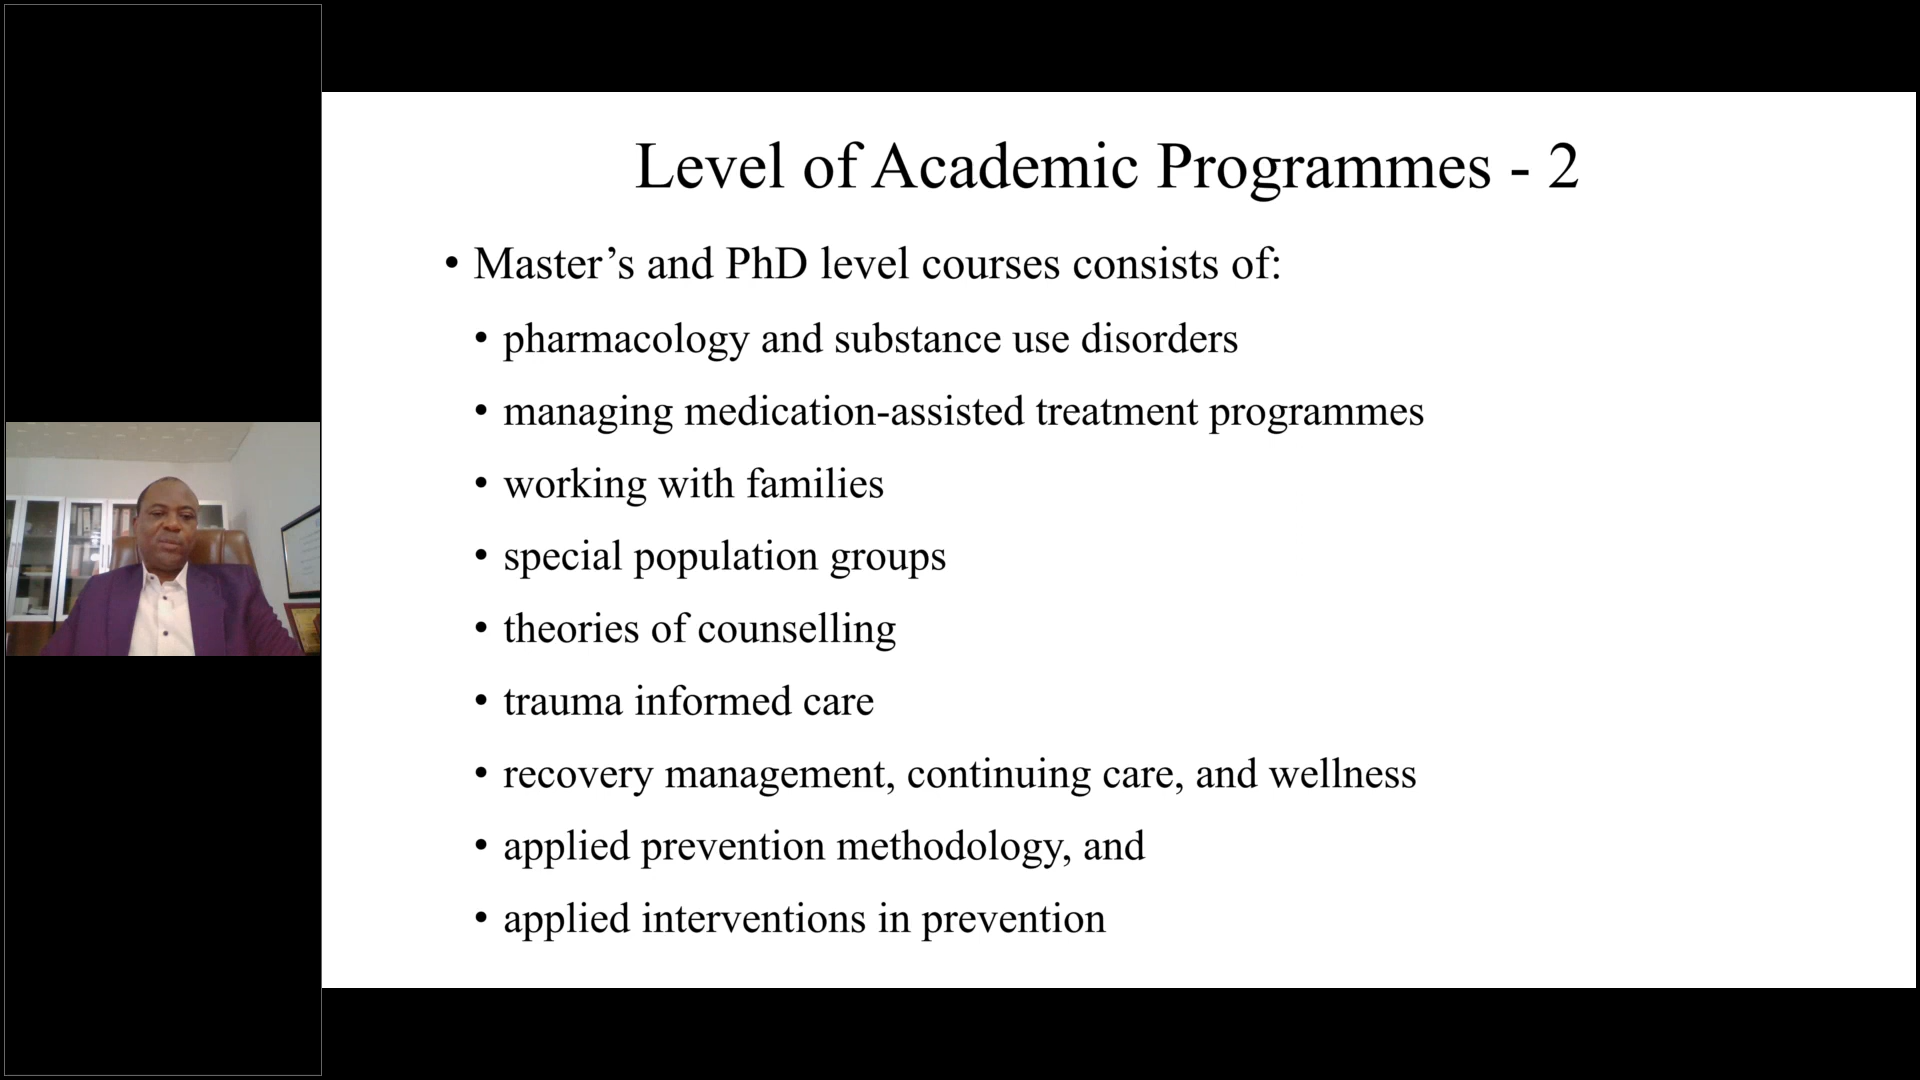 Level of Academic Programmes - 2
• Master’s and PhD level courses consists of:
• pharmacology and substance use disorders
• managing medication-assisted treatment programmes
• working with families
• special population groups
• theories of counselling
• trauma informed care
• recovery management, continuing care, and wellness
• applied prevention methodology, and
• applied interventions in prevention